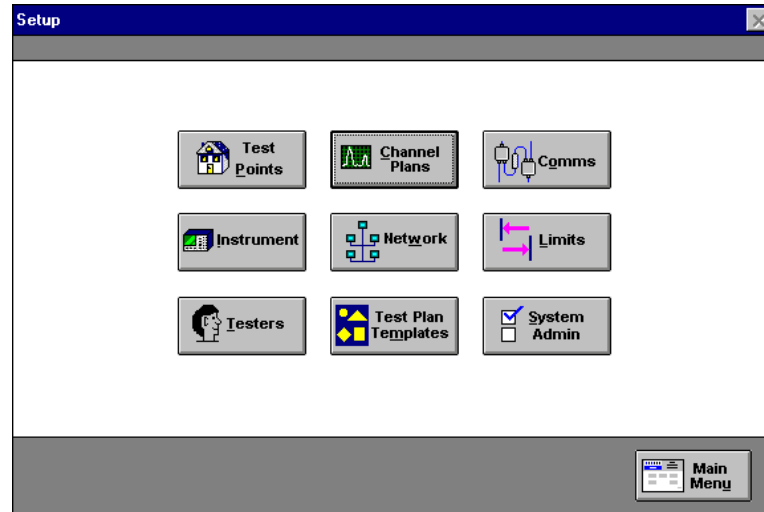 Setup
Test
Points
Channel
Plans
Comms
Instrument
Network
Limits
Testers
Test Plan
Templates
System
Admin
Main
Menu